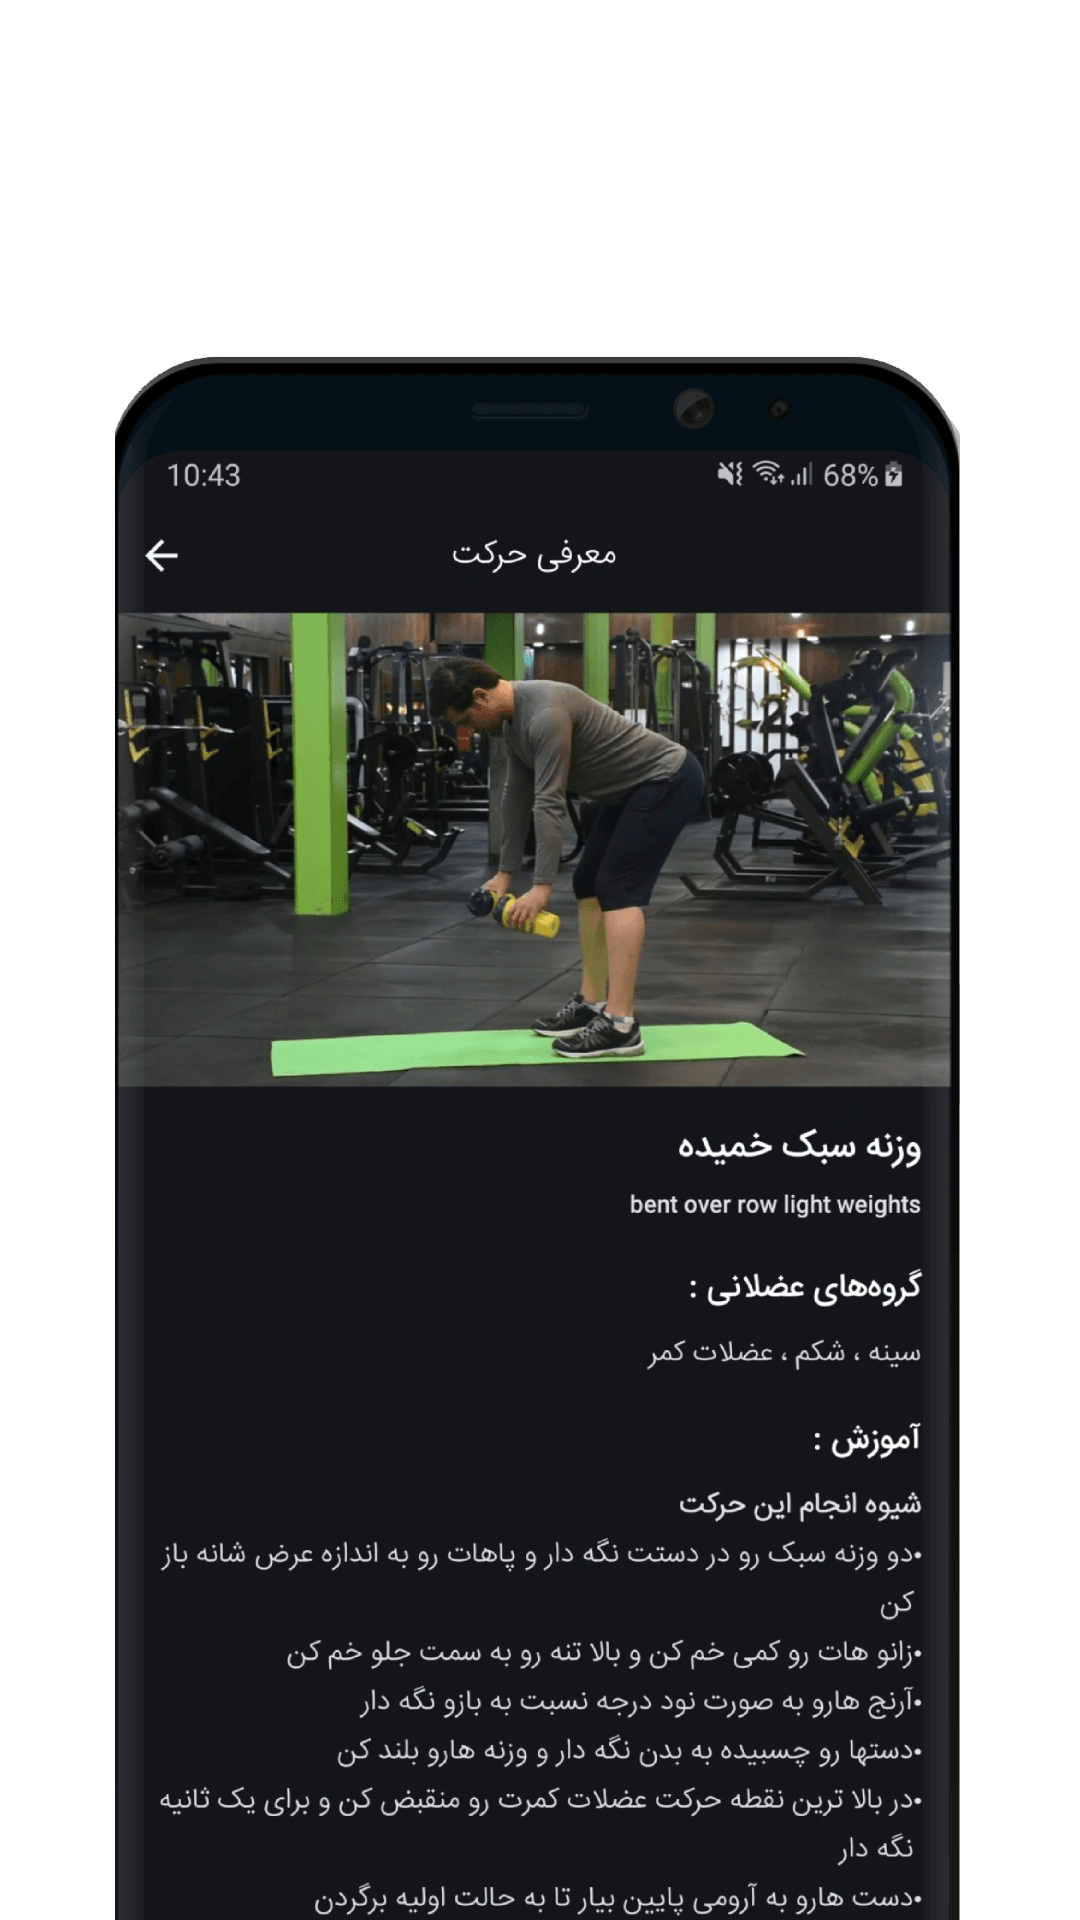 10:43
68%
معرفی حرکت
وزنه سبک خمیده
bent over row light weights
گروه‌های عضلانی :
سینه ، شکم ، عضلات کمر
آموزش :
شیوه انجام این حرکت
•دو وزنه سبک رو در دستت نگه دار و پاهات رو به اندازه عرض شانه باز
کن
•زانو هات رو کمی خم کن و بالا تنه رو به سمت جلو خم کن
•آرنج هارو به صورت نود درجه نسبت به بازو نگه دار
•دستها رو چسبیده به بدن نگه دار و وزنه هارو بلند کن
•در بالا ترین نقطه حرکت عضلات کمرت رو منقبض کن و برای یک ثانیه
نگه دار
•دست هارو به آرومی پایین بیار تا به حالت اولیه برگردن